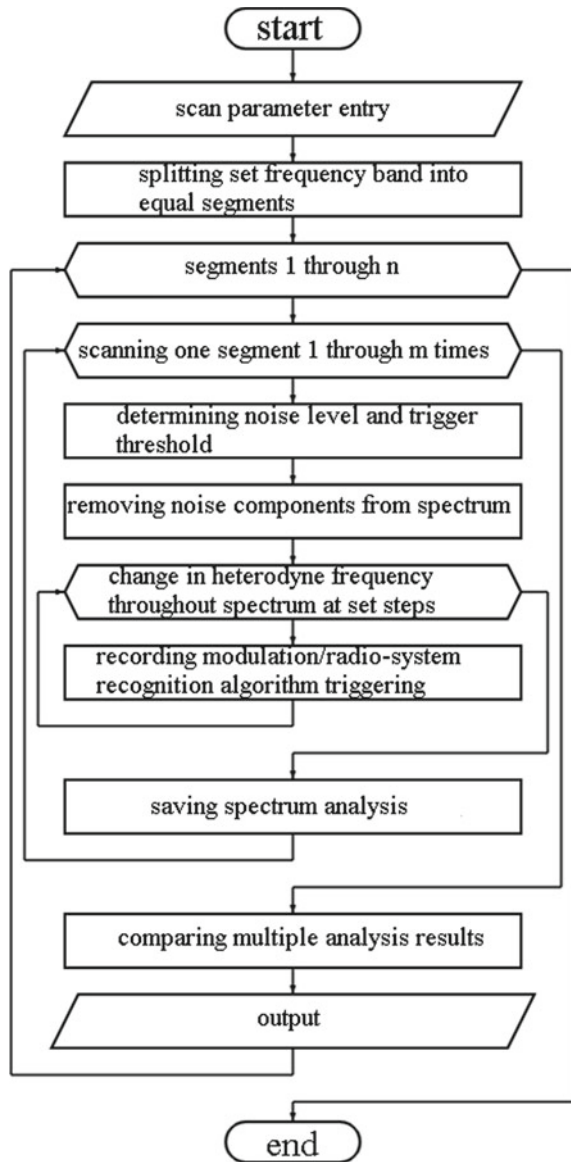 start
scan parameter entry
splitting set frequency band into
equal segments
segments 1 through n
scanning one segment 1 through m times
determining noise level and trigger
threshold
removing noise components from spectrum
change in heterodyne frequency
throughout spectrum at set steps
recording modulation/radio-system
recognition algorithm triggering
saving spectrum analysis
comparing multiple analysis results
output
end